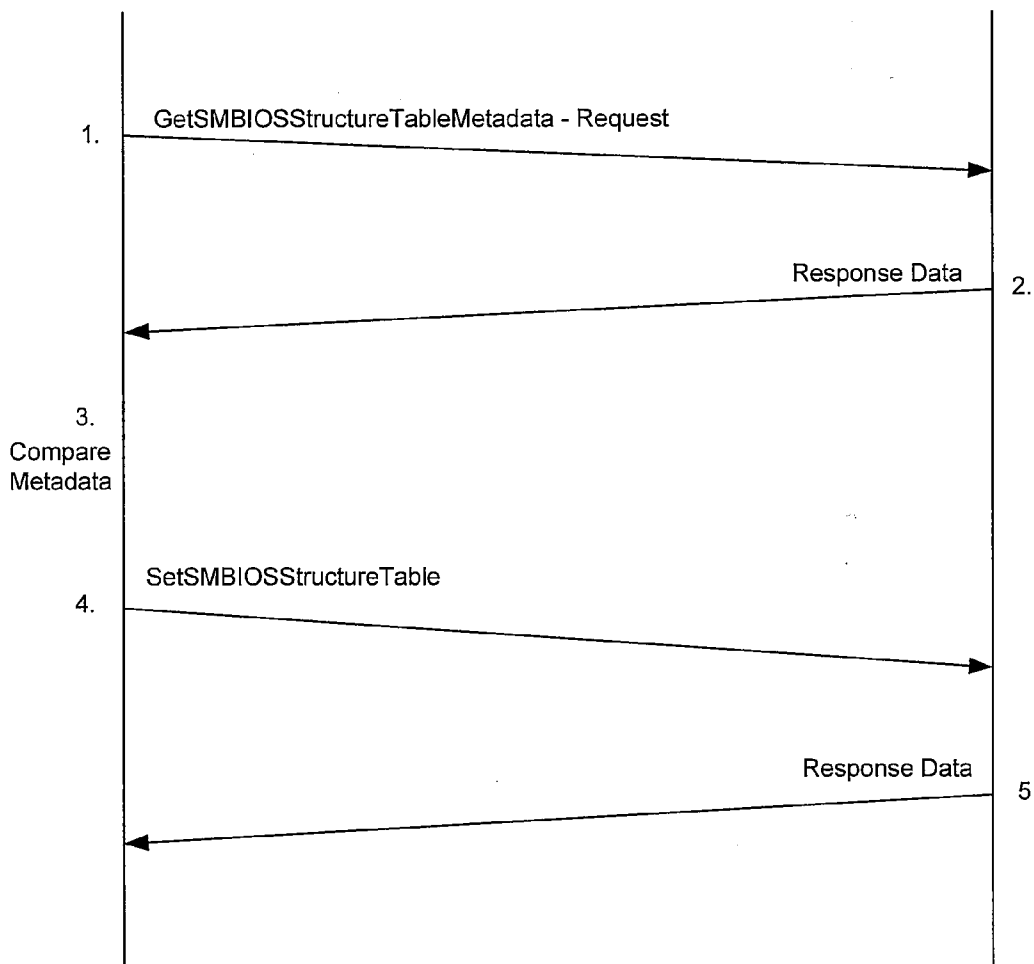 GetSMBIOSStructureTableMetadata - Request
1.
Response Data
2.
3.
Compare
Metadata
SetSMBIOSStructureTable
4.
Response Data
5